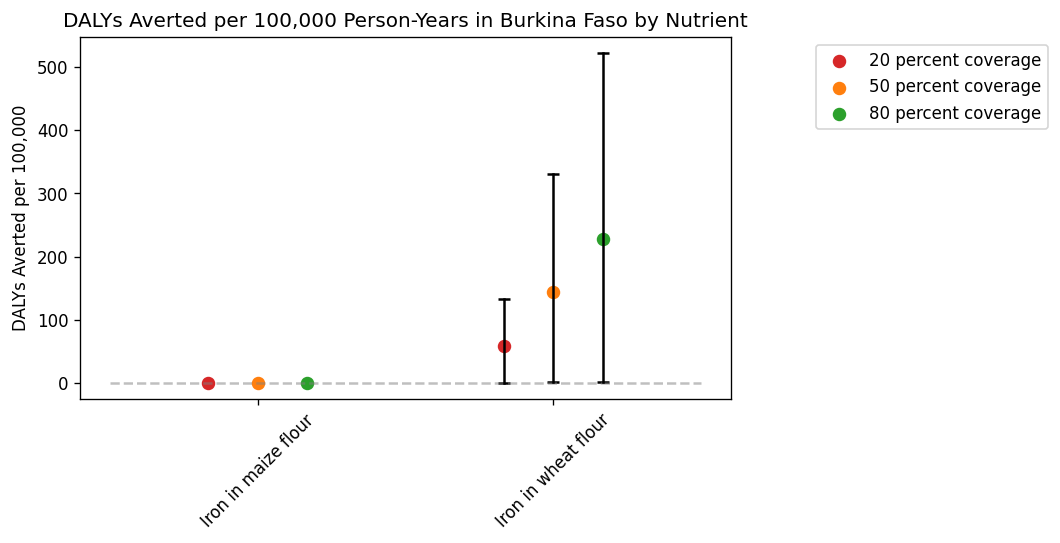 DALYs Averted per 100,000 Person-Years in Burkina Faso by Nutrient
DALYs Averted per 100,000
500
400
300
200
100
0
Iron in maize flour
Iron in wheat flour
20 percent coverage
50 percent coverage
80 percent coverage